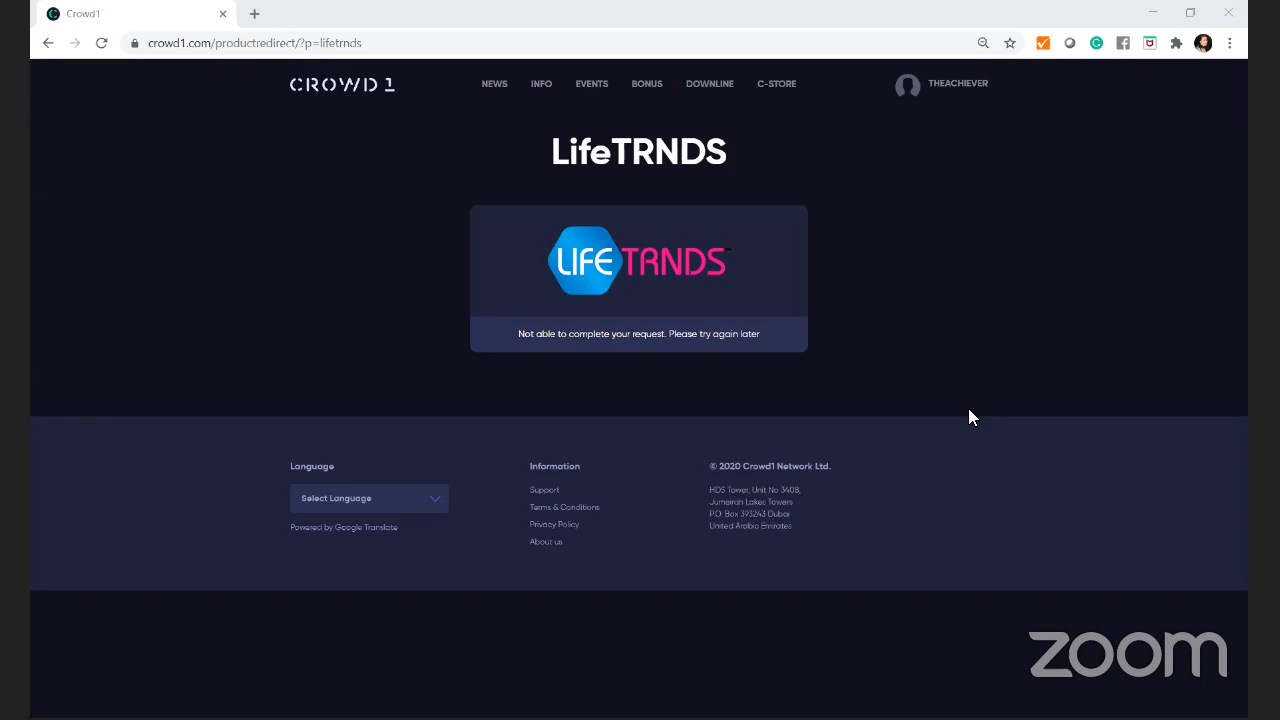 Crowd1
crowd1.com/productredirect/?p=lifetrnds
CROWD 1
NEWS INFO EVENTS BONUS DOWNLINE C-STORE
THEACHIEVER
LifeTRNDS
LIFE TRNDS
Not able to complete your request. Please try again later
Language
Select Language
Powered by Google Translate
Information
Support
Terms & Conditions
Privacy Policy
About us
© 2020 Crowd1 Network Ltd.
HDS Tower, Unit No 3408,
Jumeirah Lakes Towers
P.O. Box 393243 Dubai
United Arab Emirates
zoom